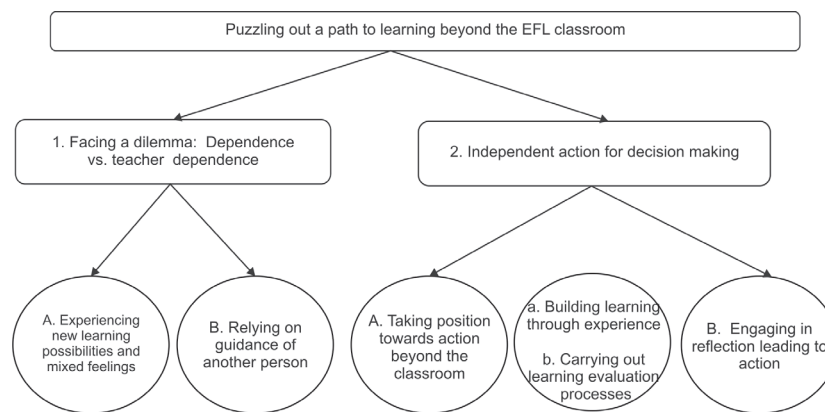 Puzzling out a path to learning beyond the EFL classroom
1. Facing a dilemma: Dependence
vs. teacher dependence
2. Independent action for decision making
A. Experiencing
new learning
possibilities and
mixed feelings
B. Relying on
guidance of
another person
A. Taking position
towards action
beyond the
classroom
a. Building learning
through experience
b. Carrying out
learning evaluation
processes
B. Engaging in
reflection leading to
action